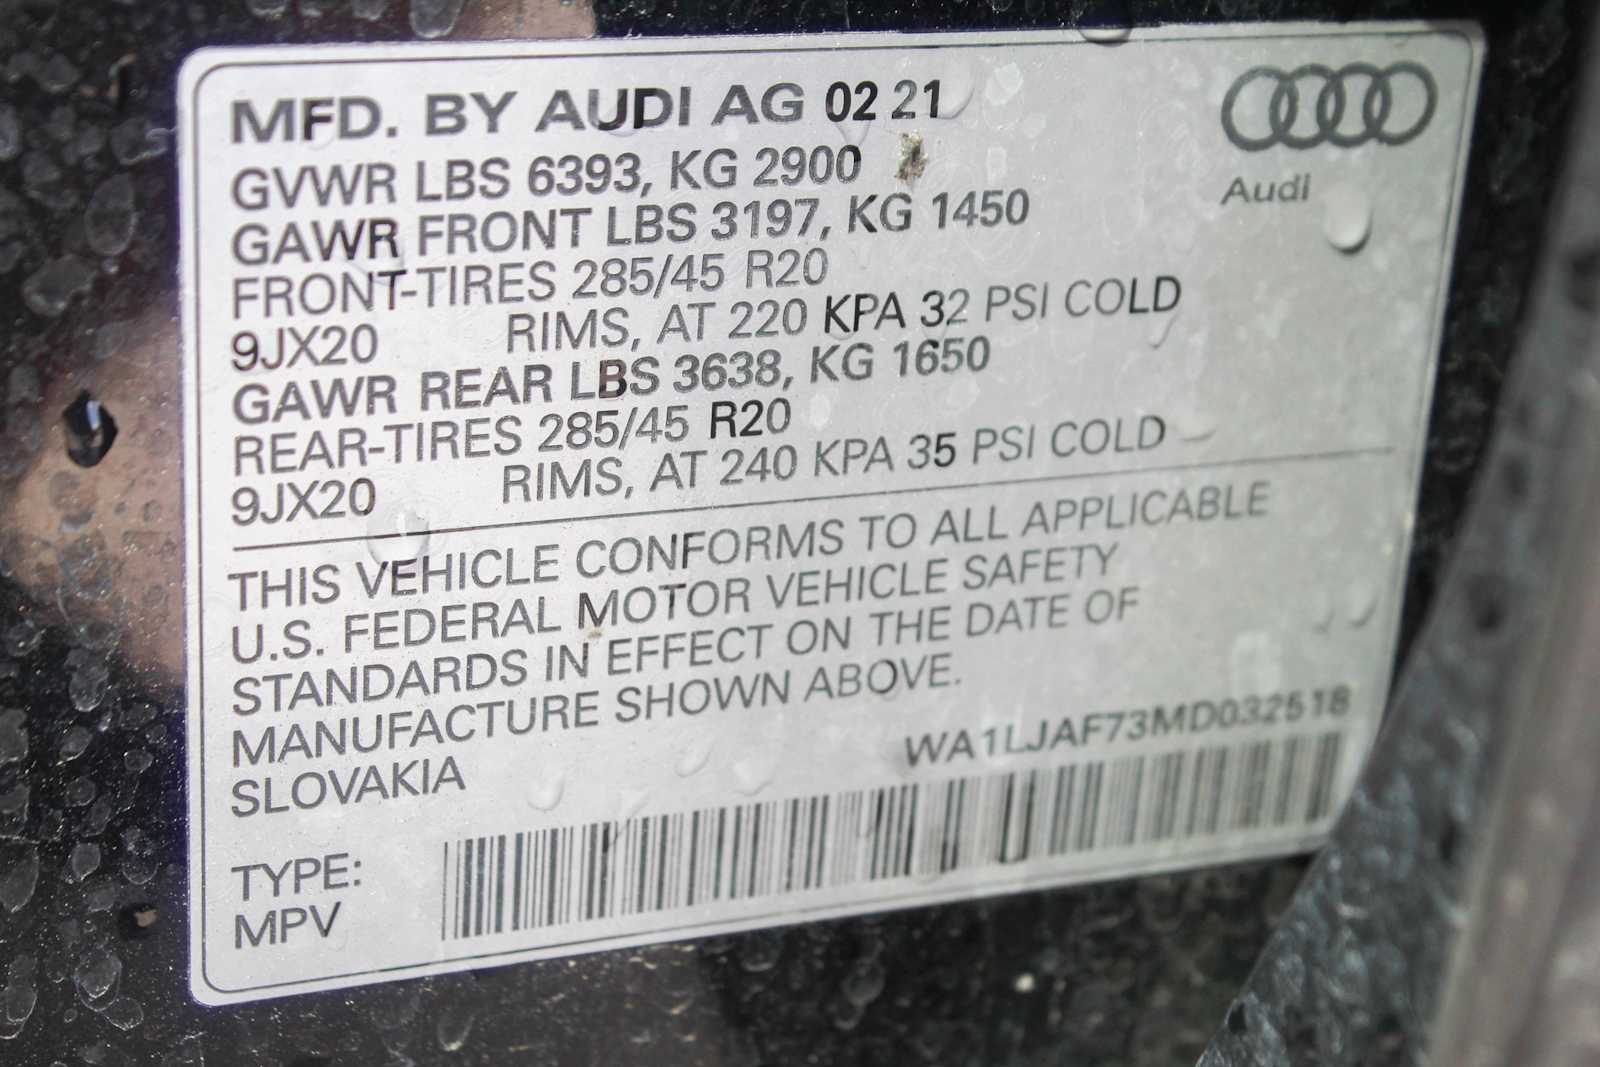 MFD. BY AUDI AG 02 21
GVWR LBS 6393, KG 2900
GAWR FRONT LBS 3197, KG 1450
FRONT-TIRES 285/45 R20
9JX20 RIMS, AT 220 KPA 32 PSI COLD
GAWR REAR LBS 3638, KG 1650
REAR-TIRES 285/45 R20
9JX20 RIMS, AT 240 KPA 35 PSI COLD
Audi
THIS VEHICLE CONFORMS TO ALL APPLICABLE
U.S. FEDERAL MOTOR VEHICLE SAFETY
STANDARDS IN EFFECT ON THE DATE OF
MANUFACTURE SHOWN ABOVE.
SLOVAKIA
WA1LJAF73MD032518
TYPE:
MPV